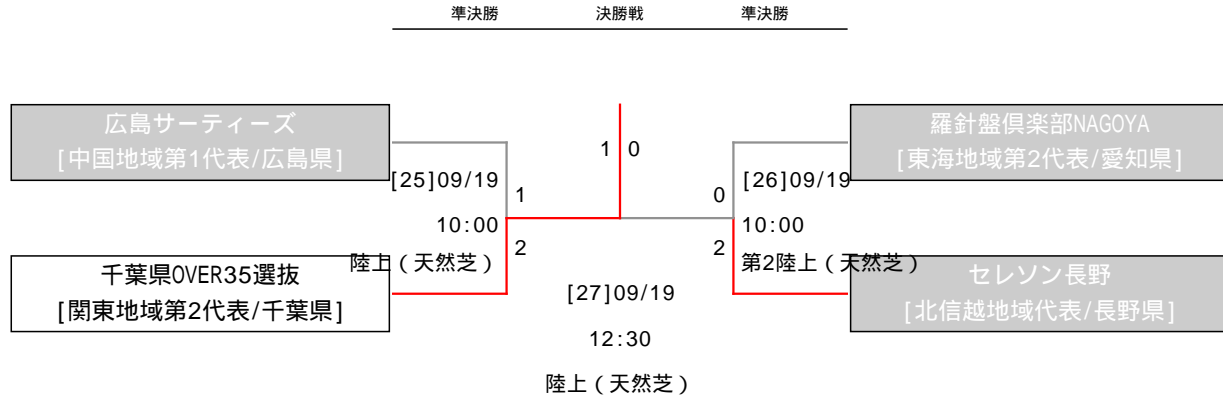 準決勝 決勝戦 準決勝
広島サーティーズ
[中国地域第1代表/広島県]
羅針盤倶楽部NAGOYA
[東海地域第2代表/愛知県]
1 0
[25]09/19
1
10:00
2
陸上(天然芝)
0
[26]09/19
10:00
2
第2陸上(天然芝)
千葉県OVER35選抜
[関東地域第2代表/千葉県]
セレソン長野
[北信越地域代表/長野県]
[27]09/19
12:30
陸上(天然芝)